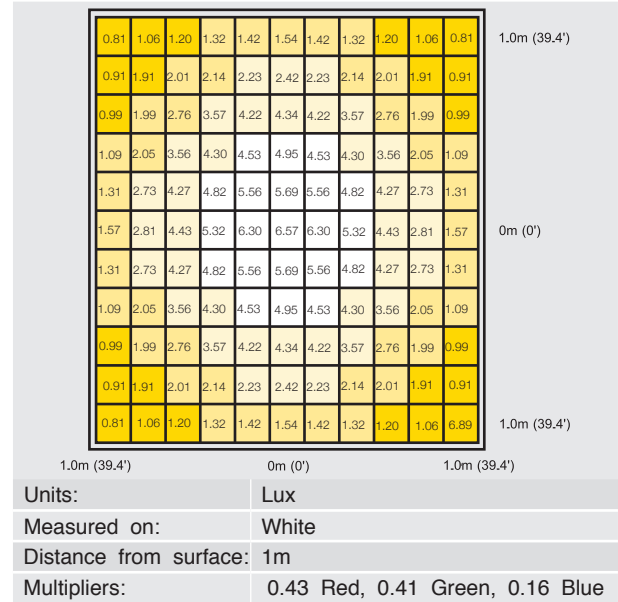 0.81 1.06 1.20 1.32 1.42 1.54 1.42 1.32 1.20 1.06 0.81 1.0m (39.4')
0.91 1.91 2.01 2.14 2.23 2.42 2.23 2.14 2.01 1.91 0.91
0.99 1.99 2.76 3.57 4.22 4.34 4.22 3.57 2.76 1.99 0.99
1.09 2.05 3.56 4.30 4.53 4.95 4.53 4.30 3.56 2.05 1.09
1.31 2.73 4.27 4.82 5.56 5.69 5.56 4.82 4.27 2.73 1.31
1.57 2.81 4.43 5.32 6.30 6.57 6.30 5.32 4.43 2.81 1.57 0m (0')
1.31 2.73 4.27 4.82 5.56 5.69 5.56 4.82 4.27 2.73 1.31
1.09 2.05 3.56 4.30 4.53 4.95 4.53 4.30 3.56 2.05 1.09
0.99 1.99 2.76 3.57 4.22 4.34 4.22 3.57 2.76 1.99 0.99
0.91 1.91 2.01 2.14 2.23 2.42 2.23 2.14 2.01 1.91 0.91
0.81 1.06 1.20 1.32 1.42 1.54 1.42 1.32 1.20 1.06 6.89 1.0m (39.4')
1.0m (39.4') 0m (0') 1.0m (39.4')
Units: Lux
Measured on: White
Distance from surface: 1m
Multipliers: 0.43 Red, 0.41 Green, 0.16 Blue